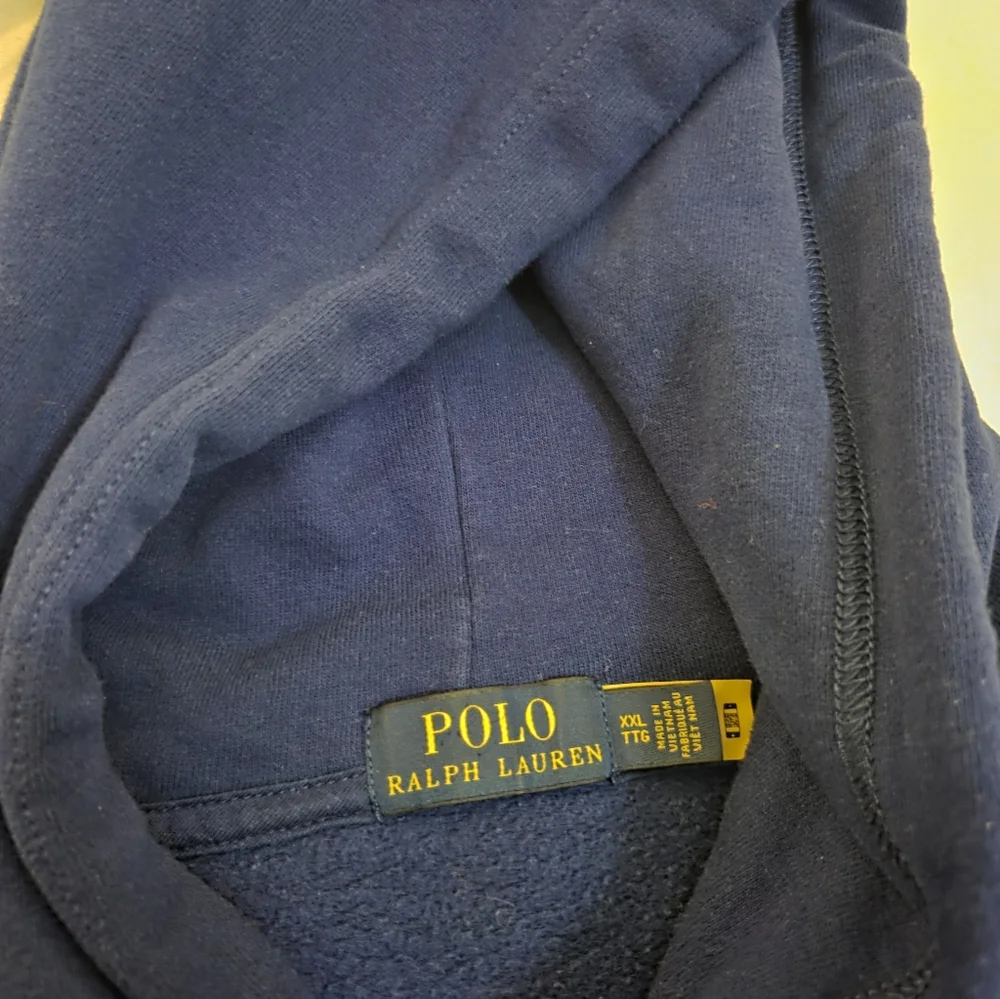 POLO
RALPH LAUREN
XXL
TTG
MADE IN
VIETNAM
FABRIQUÉ AU
VIÊT NAM